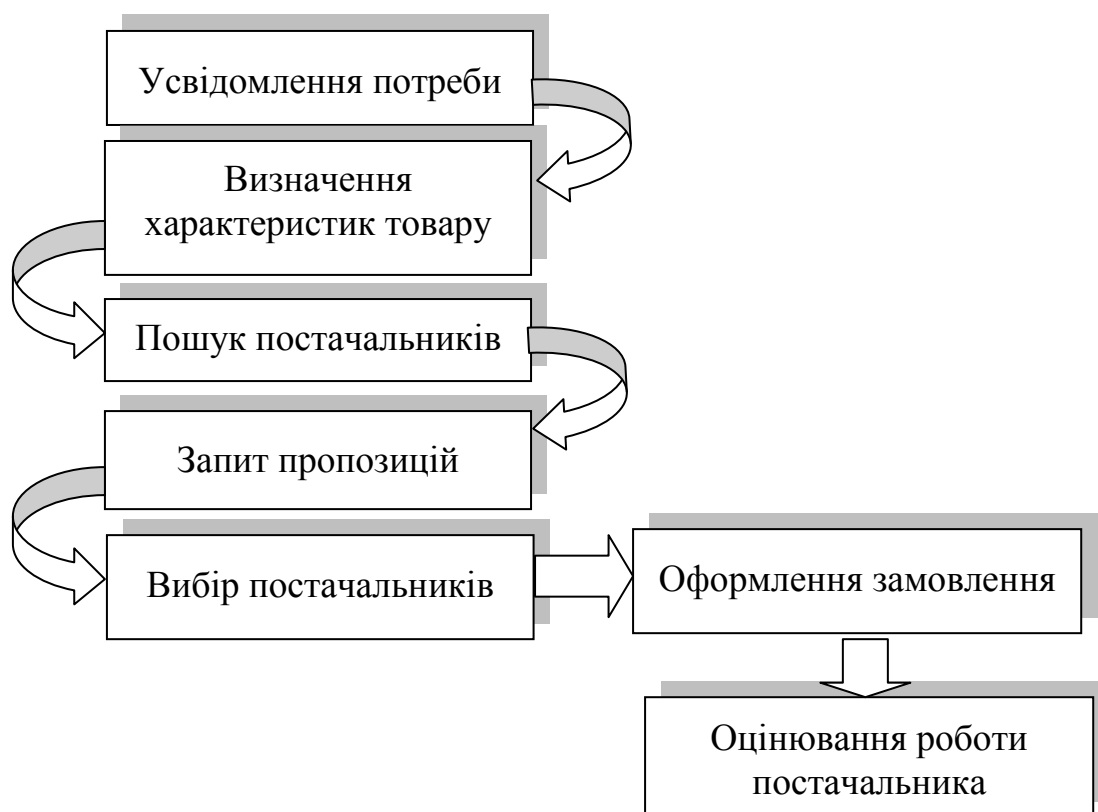 Усвідомлення потреби
Визначення
характеристик товару
Пошук постачальників
Запит пропозицій
Вибір постачальників
Оформлення замовлення
Оцінювання роботи
постачальника